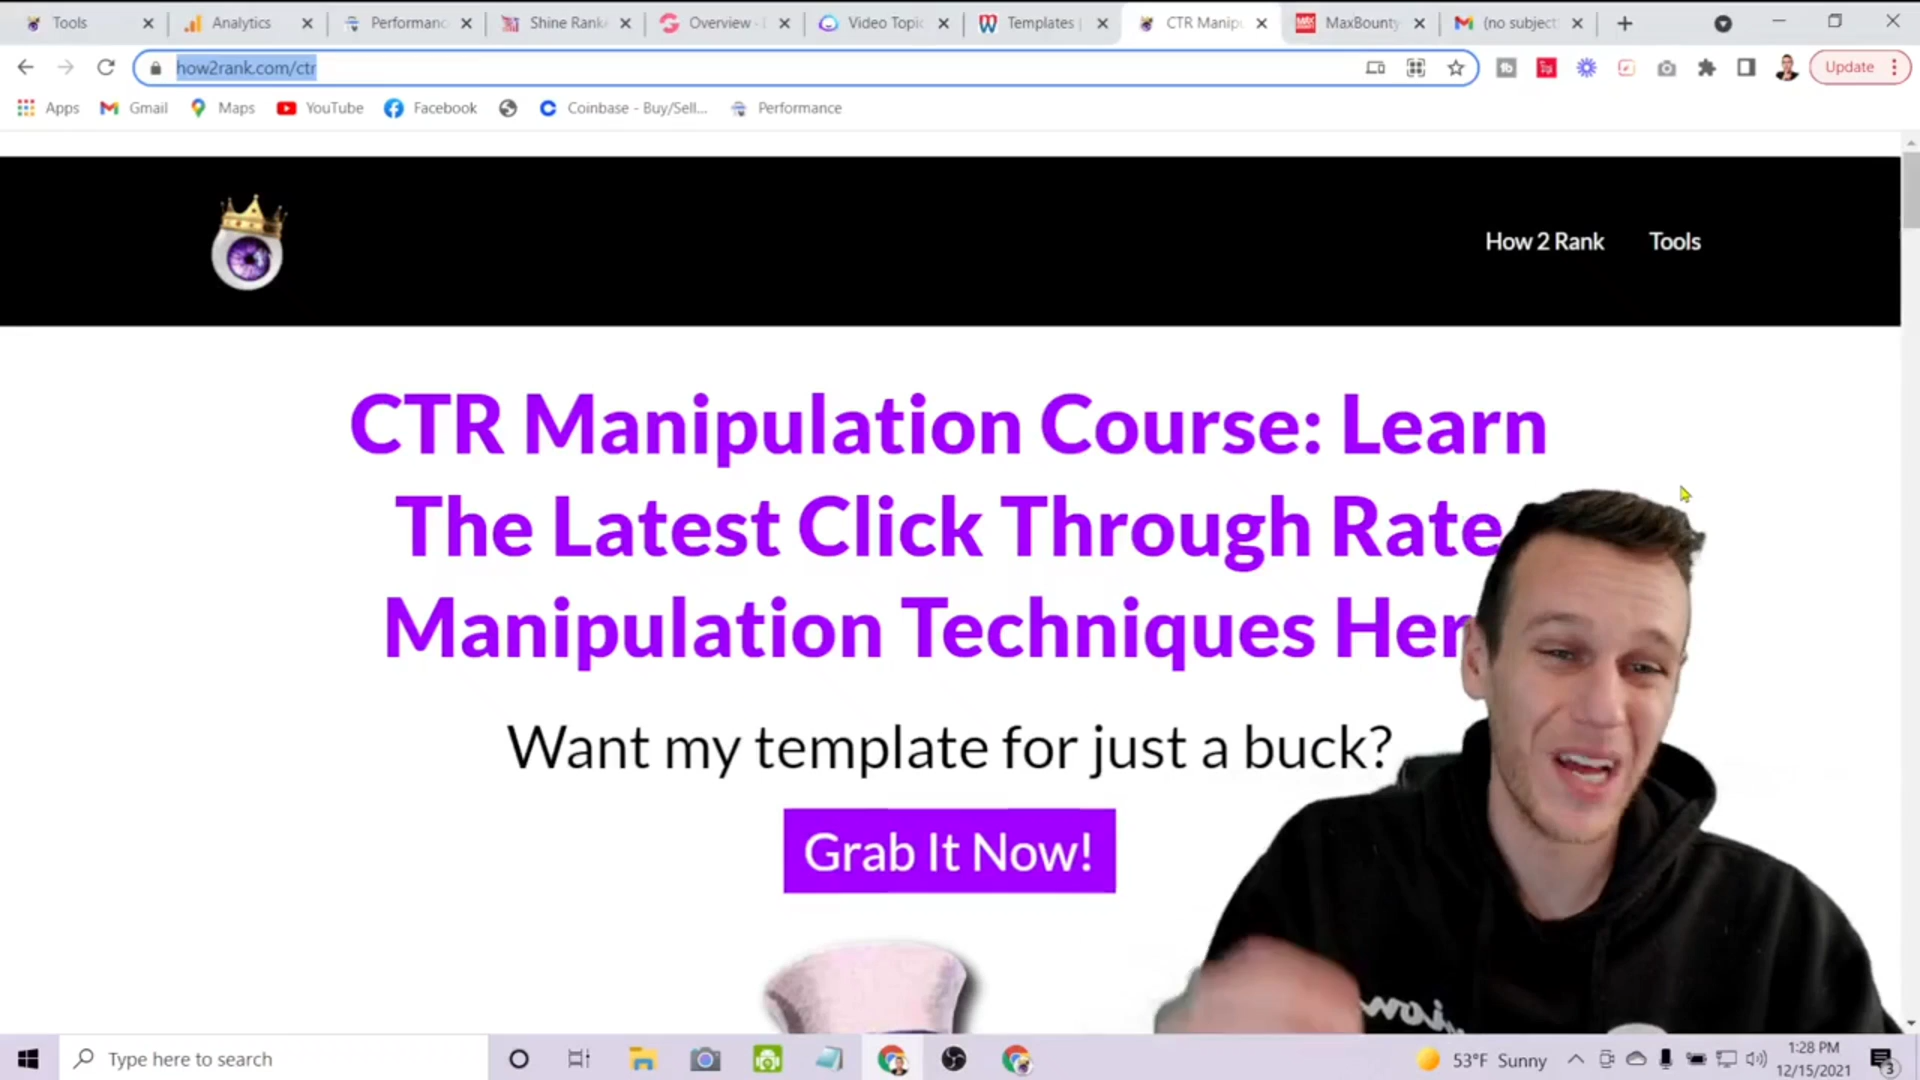 Tools
Analytics
Performanc
Shine Rank
Overview -
Video Topic
Templates |
CTR Manip
MaxBounty
(no subject
how2rank.com/ctr
Update
Apps
Gmail
Maps
YouTube
Facebook
Coinbase - Buy/Sell...
Performance
How 2 Rank
Tools
CTR Manipulation Course: Learn
The Latest Click Through Rate
Manipulation Techniques Her
Want my template for just a buck?
Grab It Now!
Type here to search
53°F Sunny
1:28 PM
12/15/2021
3